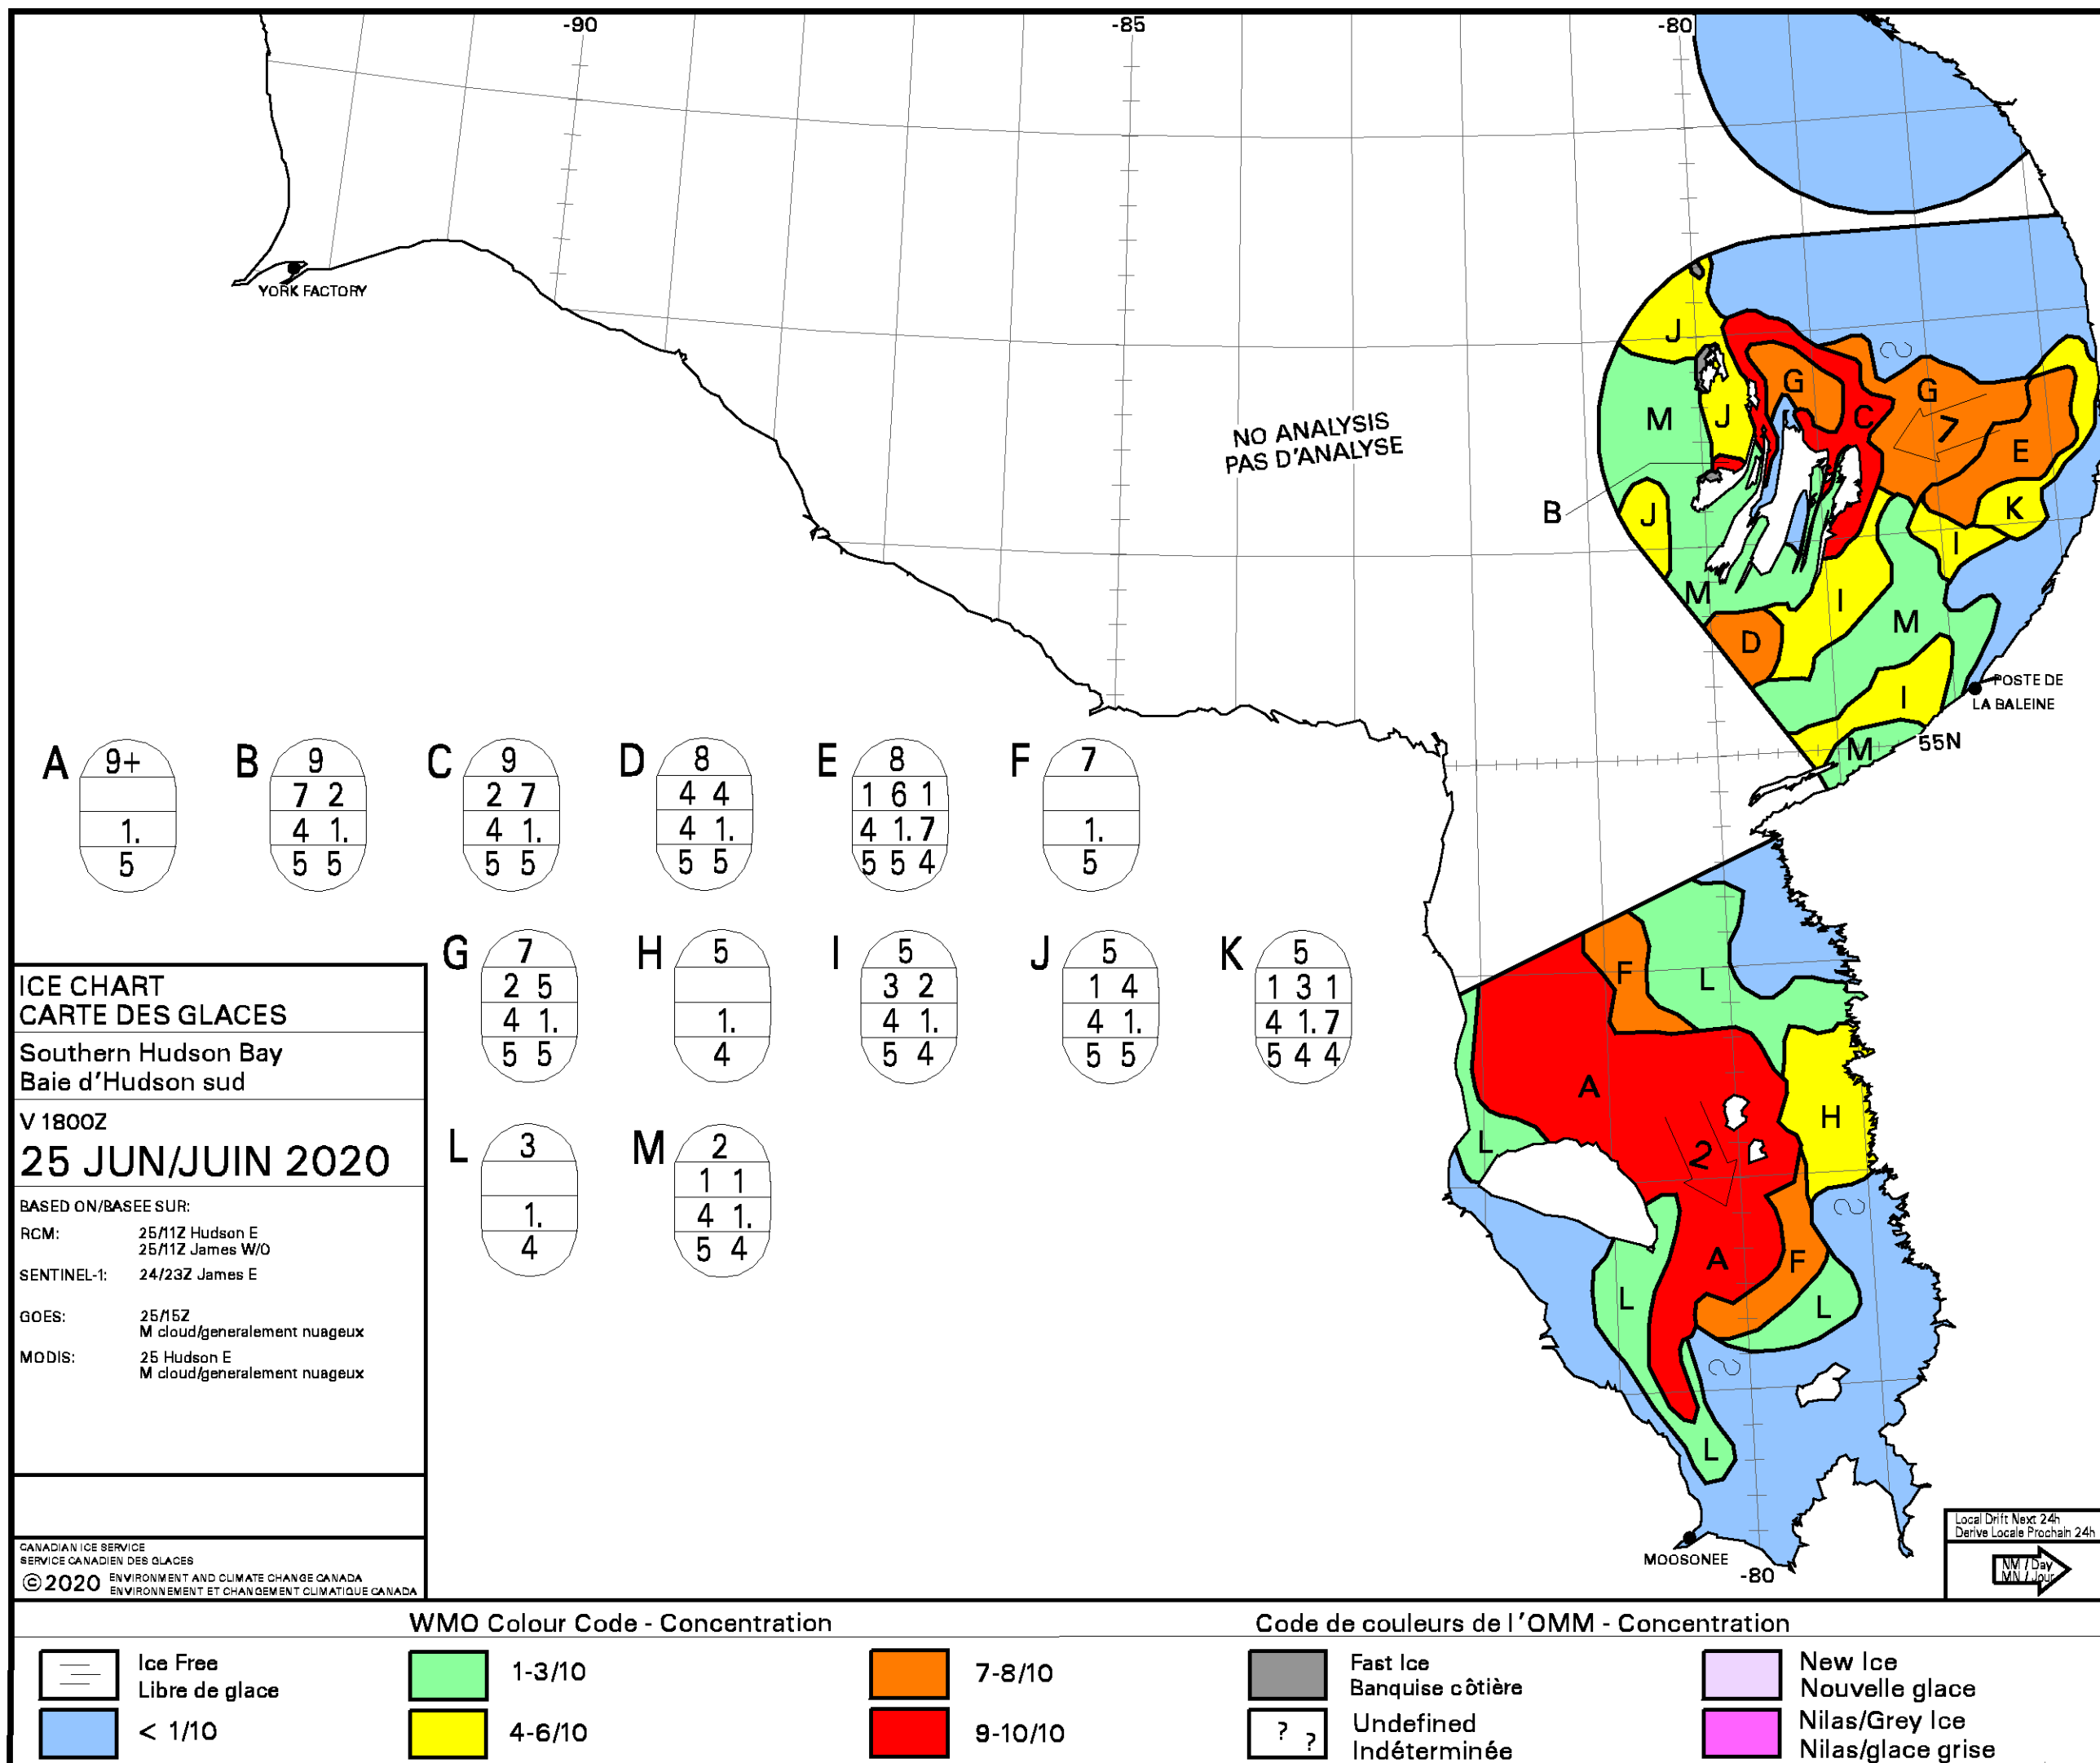 -90
-85
-80
YORK FACTORY
NO ANALYSIS
PAS D'ANALYSE
J
G
G
C
M
J
7
E
B
J
K
I
M
I
M
D
I
POSTE DE
LA BALEINE
M
55N
A
9+
1.
5
B
9
7 2
4 1.
5 5
C
9
2 7
4 1.
5 5
D
8
4 4
4 1.
5 5
E
8
1 6 1
4 1. 7
5 5 4
F
7
1.
5
G
7
2 5
4 1.
5 5
H
5
1.
4
I
5
3 2
4 1.
5 4
J
5
1 4
4 1.
5 5
K
5
1 3 1
4 1. 7
5 4 4
L
3
1.
4
M
2
1 1
4 1.
5 4
F
L
A
H
L
2
A
F
L
L
L
MOOSONEE
-80
ICE CHART
CARTE DES GLACES
Southern Hudson Bay
Baie d'Hudson sud
V 1800Z
25 JUN/JUIN 2020
BASED ON/BASEE SUR:
RCM: 25/11Z Hudson E
25/11Z James W/O
SENTINEL-1: 24/23Z James E
GOES: 25/15Z
M cloud/generalement nuageux
MODIS: 25 Hudson E
M cloud/generalement nuageux
CANADIAN ICE SERVICE
SERVICE CANADIEN DES GLACES
©2020 ENVIRONMENT AND CLIMATE CHANGE CANADA
ENVIRONNEMENT ET CHANGEMENT CLIMATIQUE CANADA
Local Drift Next 24h
Derive Locale Prochain 24h
NM / Day
MN / Jour
WMO Colour Code - Concentration
Code de couleurs de l'OMM - Concentration
Ice Free
Libre de glace
< 1/10
1-3/10
4-6/10
7-8/10
9-10/10
Fast Ice
Banquise côtière
? ?
Undefined
Indéterminée
New Ice
Nouvelle glace
Nilas/Grey Ice
Nilas/glace grise